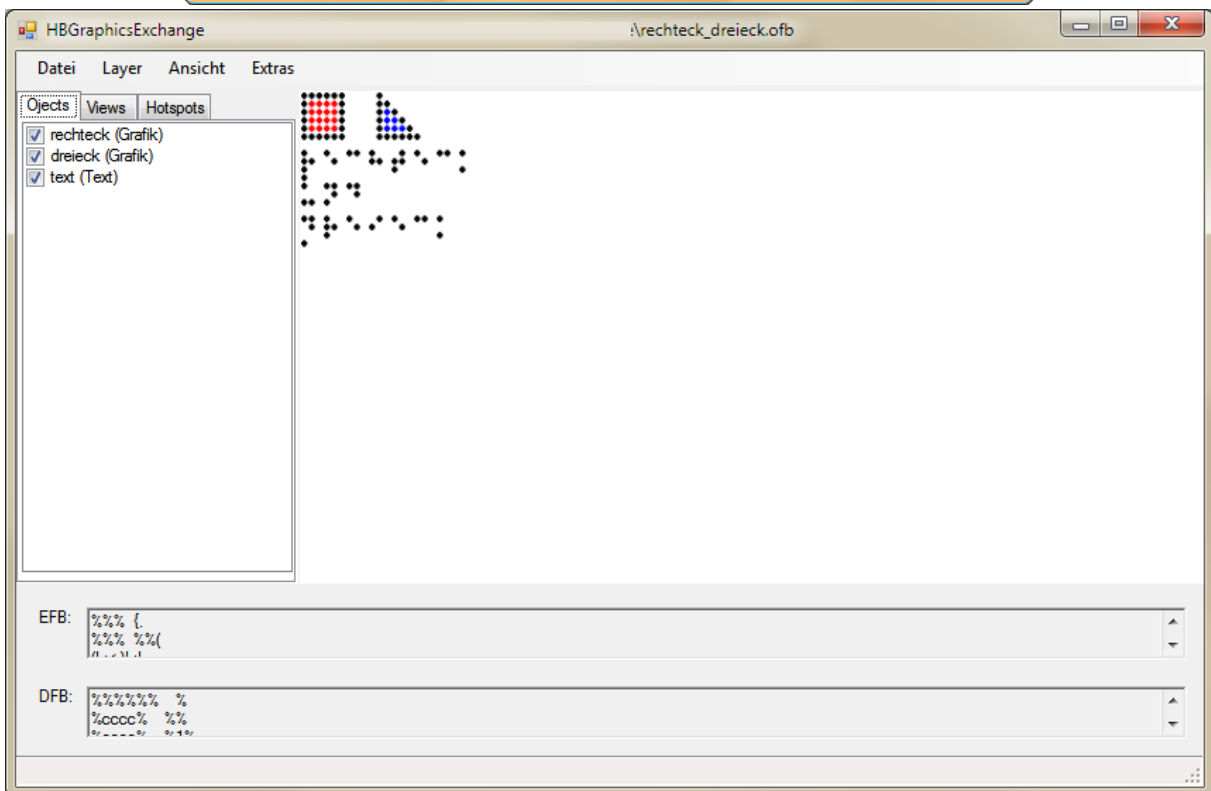 HBGraphicsExchange :\rechteck_dreieck.ofb
Datei Layer Ansicht Extras
Ojects Views Hotspots
rechteck (Grafik)
dreieck (Grafik)
text (Text)
EFB: %%% {.
%%% %%(
DFB: %%%%%% %
%cccc% %%